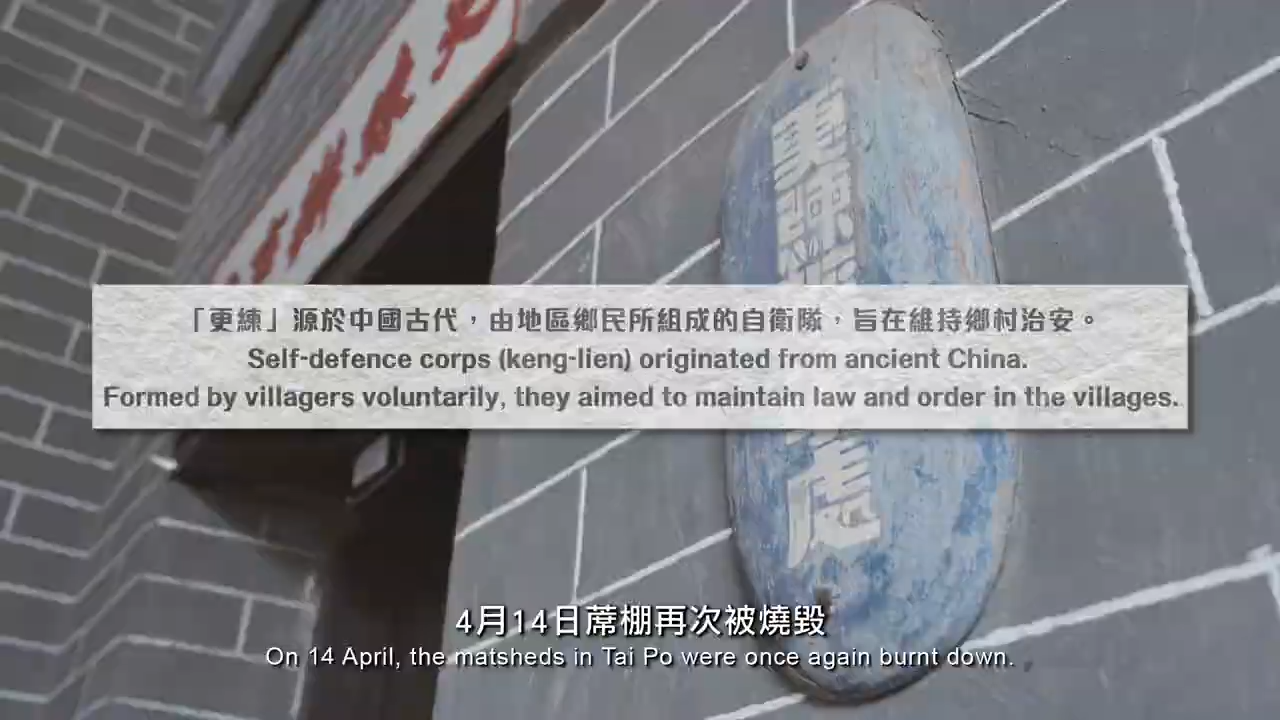 更練
處
「更練」源於中國古代，由地區鄉民所組成的自衛隊，旨在維持鄉村治安。
Self-defence corps (keng-lien) originated from ancient China.
Formed by villagers voluntarily, they aimed to maintain law and order in the villages.
4月14日蓆棚再次被燒毀
On 14 April, the matsheds in Tai Po were once again burnt down.